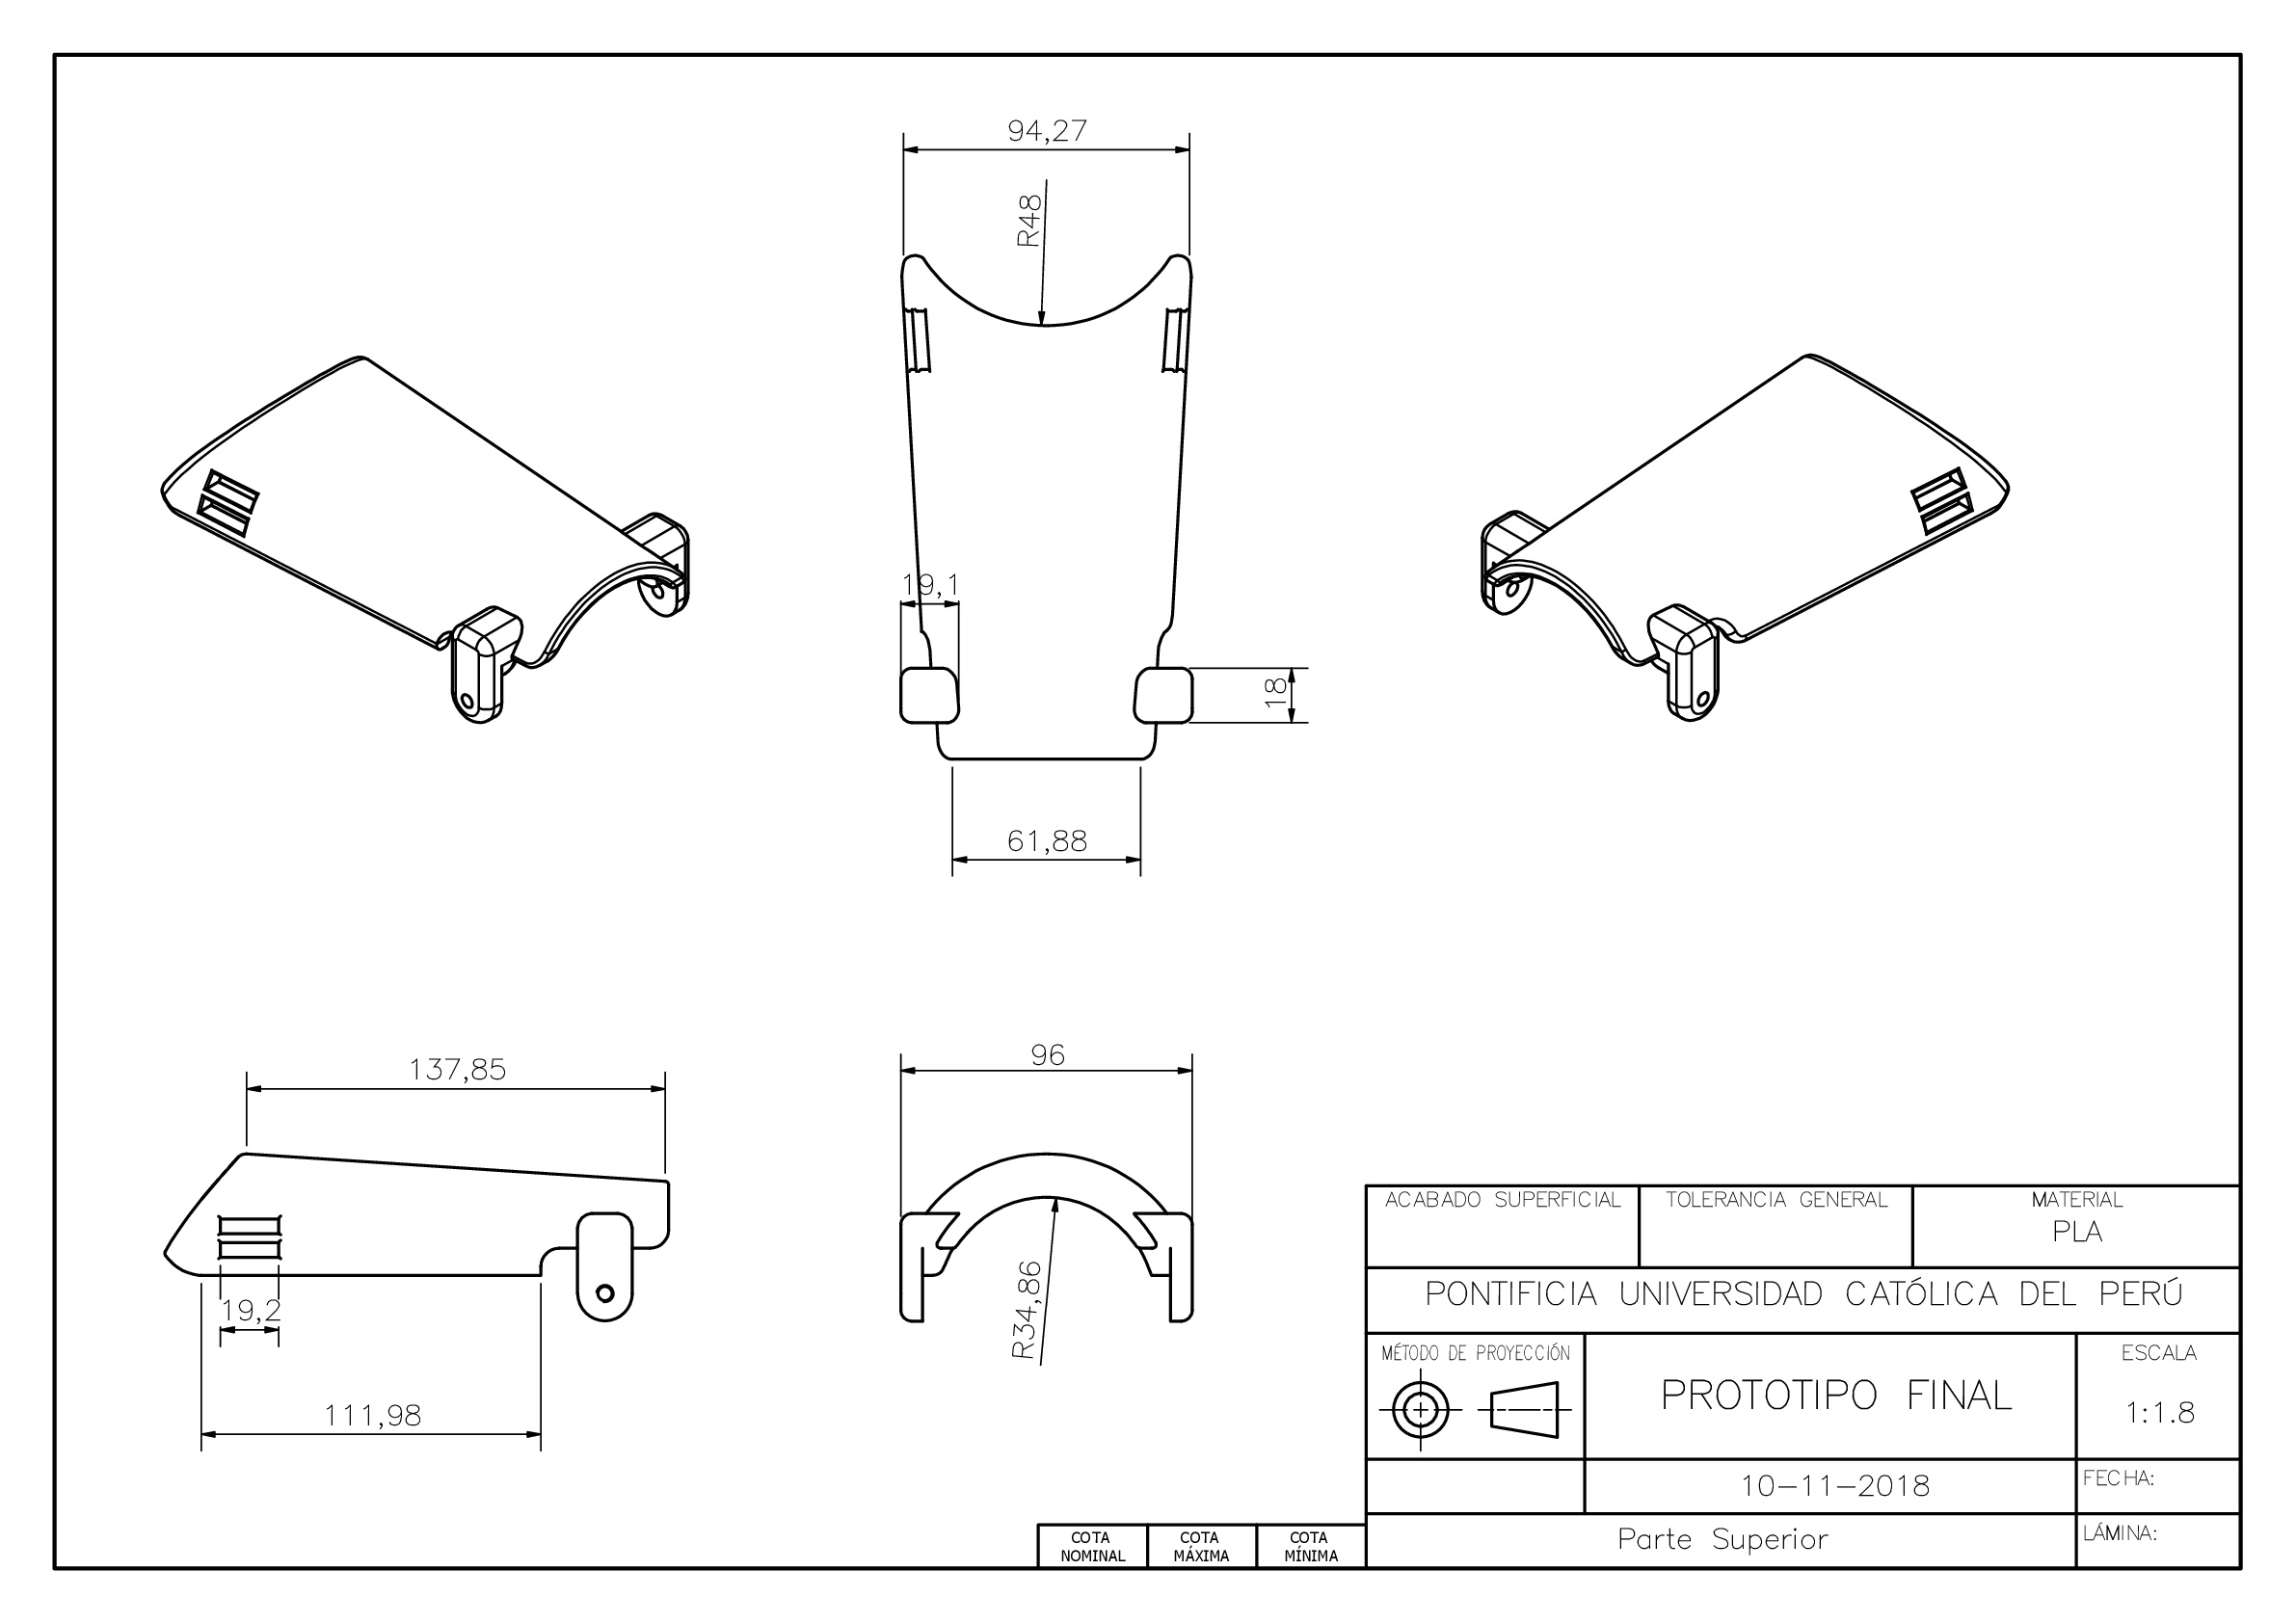 94,27
R48
19,1
18
61,88
137,85
19,2
111,98
96
R34,86
ACABADO SUPERFICIAL
TOLERANCIA GENERAL
MATERIAL
PLA
PONTIFICIA UNIVERSIDAD CATÓLICA DEL PERÚ
MÉTODO DE PROYECCIÓN
PROTOTIPO FINAL
ESCALA
1:1.8
10-11-2018
FECHA:
Parte Superior
LÁMINA:
COTA
NOMINAL
COTA
MÁXIMA
COTA
MÍNIMA